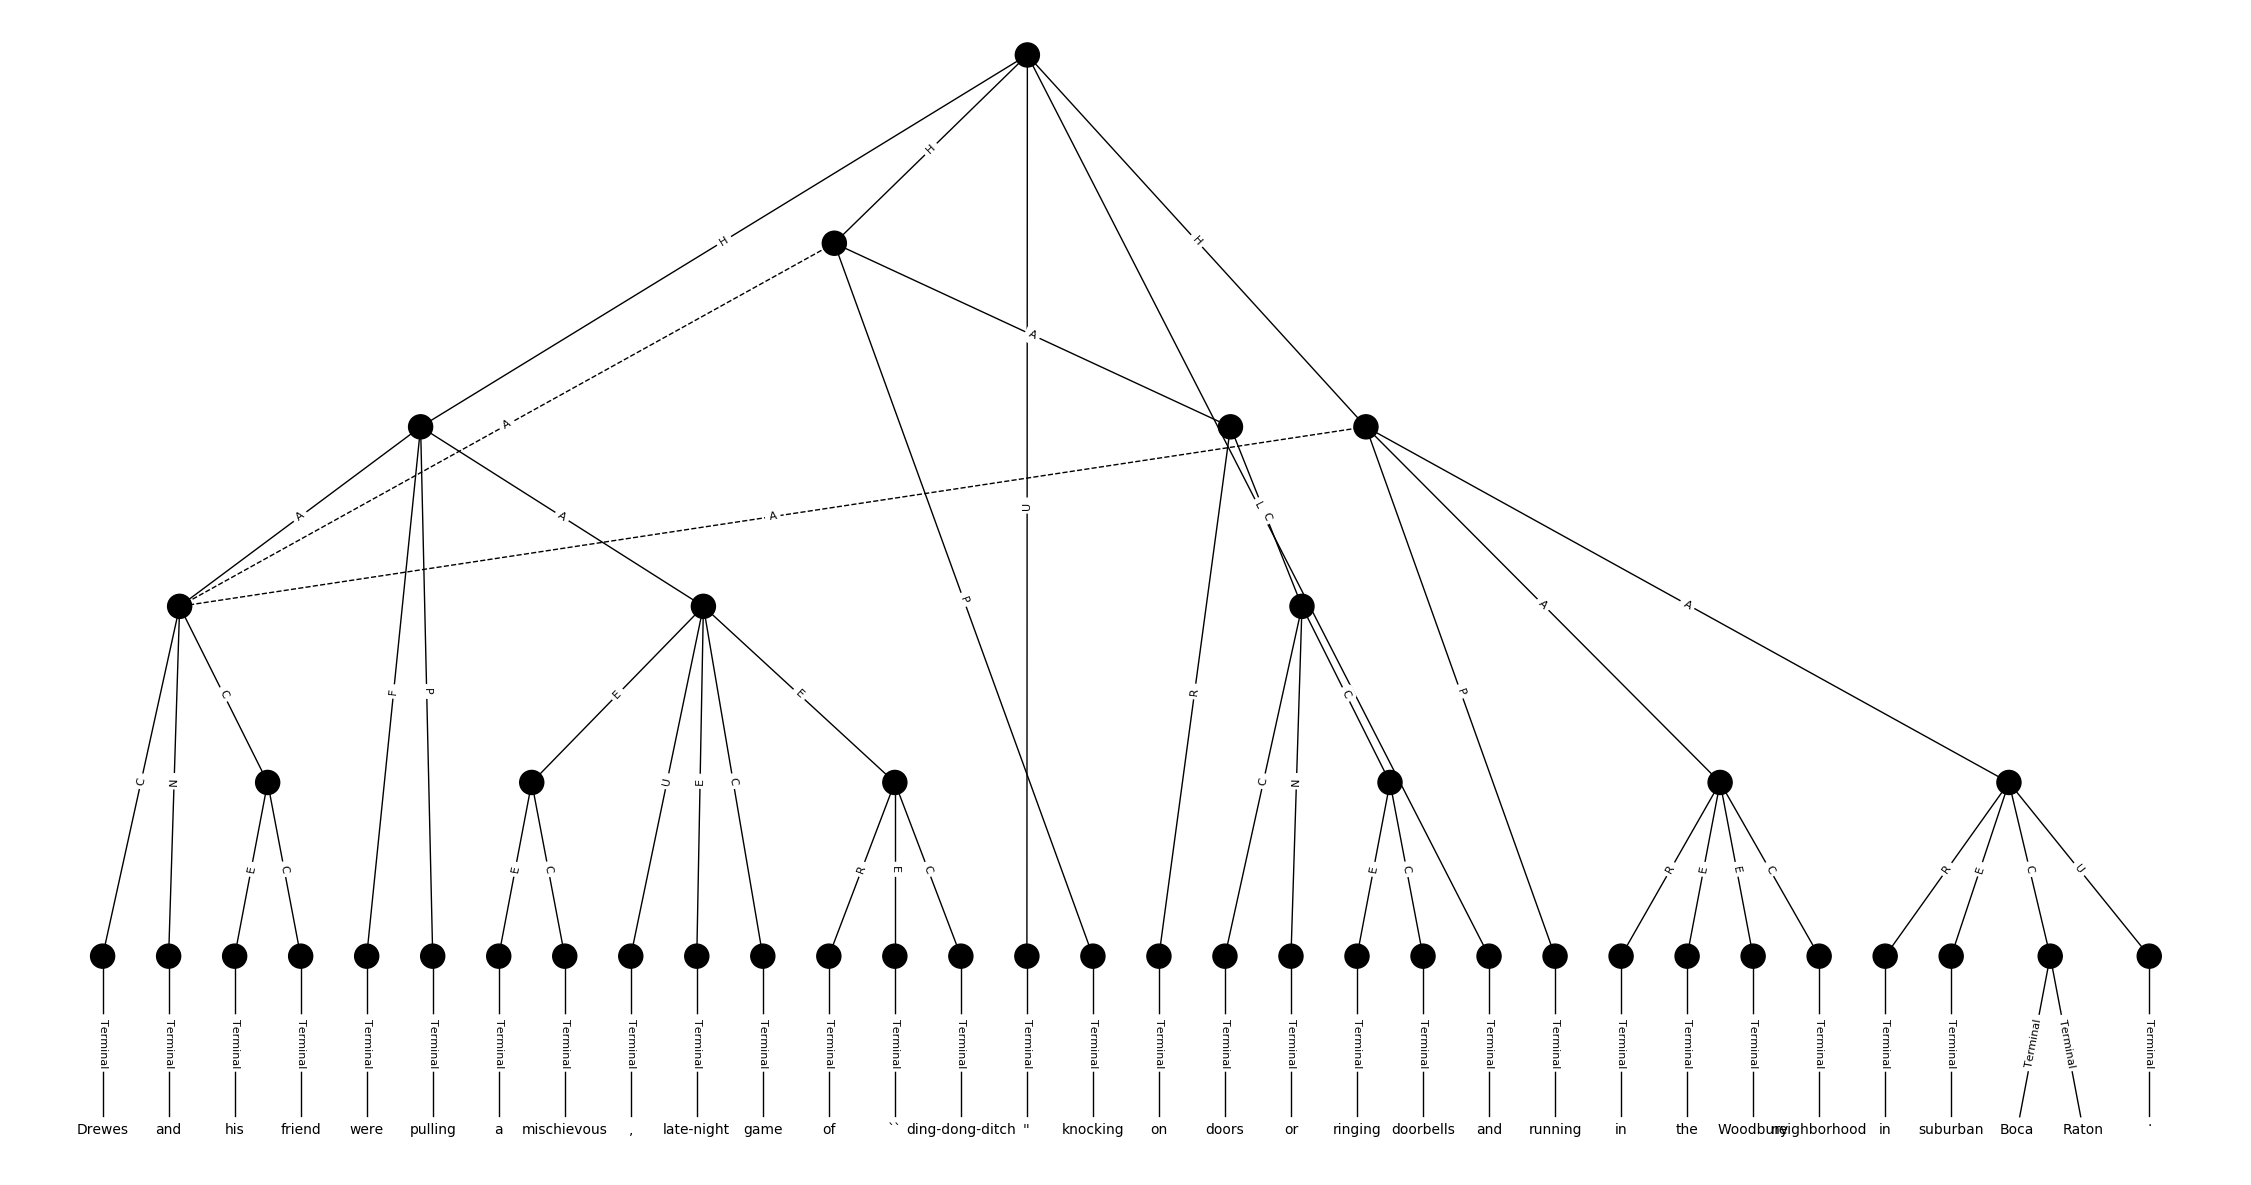 H
H
H
A
A
A
A
U
L
C
A
P
A
A
C
F
P
E
E
R
C
P
C
N
U
E
C
C
N
E
C
E
C
R
E
C
E
C
R
E
E
C
R
E
C
U
Terminal Terminal Terminal Terminal Terminal Terminal Terminal Terminal Terminal Terminal Terminal Terminal Terminal Terminal Terminal Terminal Terminal Terminal Terminal Terminal Terminal Terminal Terminal Terminal Terminal Terminal Terminal Terminal Terminal Terminal Terminal Terminal
Drewes and his friend were pulling a mischievous , late-night game of `` ding-dong-ditch " knocking on doors or ringing doorbells and running in the Woodbury neighborhood in suburban Boca Raton .